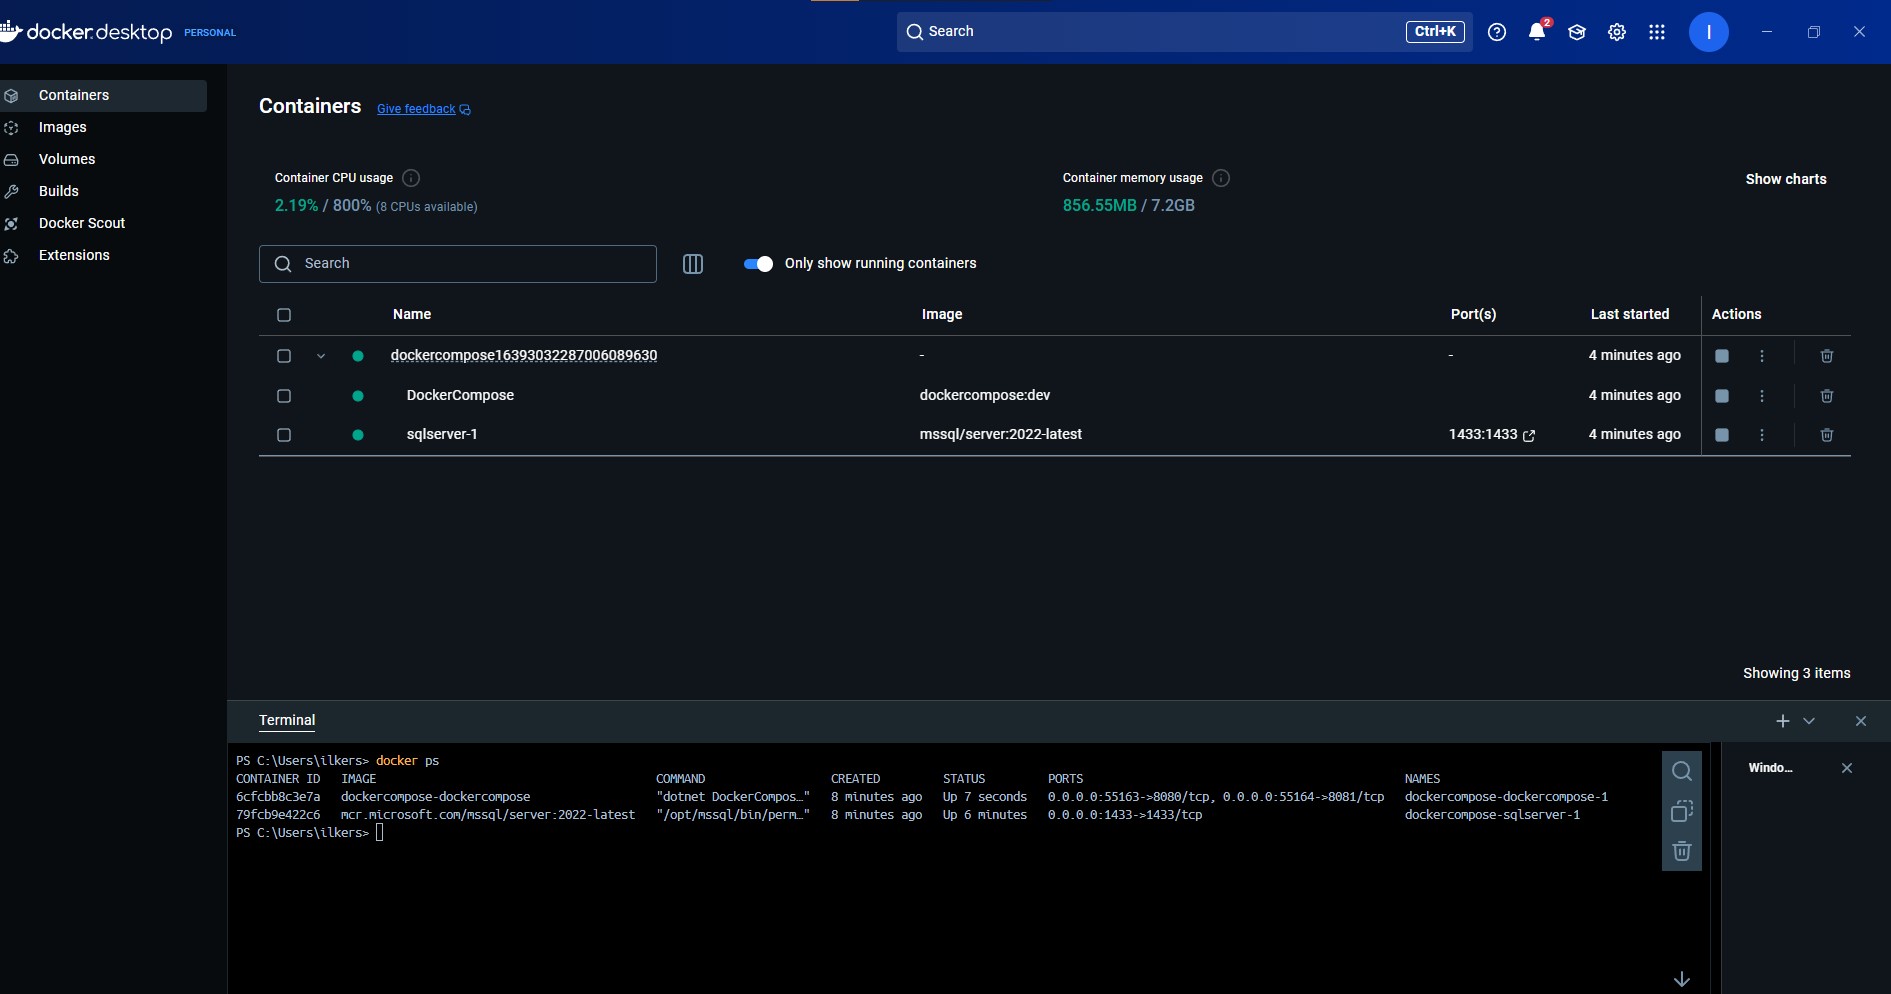 docker desktop PERSONAL
Search Ctrl+K
2
I
Containers
Images
Volumes
Builds
Docker Scout
Extensions
Containers Give feedback
Container CPU usage
2.19% / 800% (8 CPUs available)
Container memory usage
856.55MB / 7.2GB
Show charts
Search
Only show running containers
Name Image Port(s) Last started Actions
dockercompose16393032287006089630 - - 4 minutes ago
DockerCompose dockercompose:dev 4 minutes ago
sqlserver-1 mssql/server:2022-latest 1433:1433 4 minutes ago
Showing 3 items
Terminal
PS C:\Users\ilkers> docker ps
CONTAINER ID IMAGE COMMAND CREATED STATUS PORTS NAMES
6cfcbb8c3e7a dockercompose-dockercompose "dotnet DockerCompos…" 8 minutes ago Up 7 seconds 0.0.0.0:55163->8080/tcp, 0.0.0.0:55164->8081/tcp dockercompose-dockercompose-1
79fcb9e422c6 mcr.microsoft.com/mssql/server:2022-latest "/opt/mssql/bin/perm…" 8 minutes ago Up 6 minutes 0.0.0.0:1433->1433/tcp dockercompose-sqlserver-1
PS C:\Users\ilkers>
Windo...